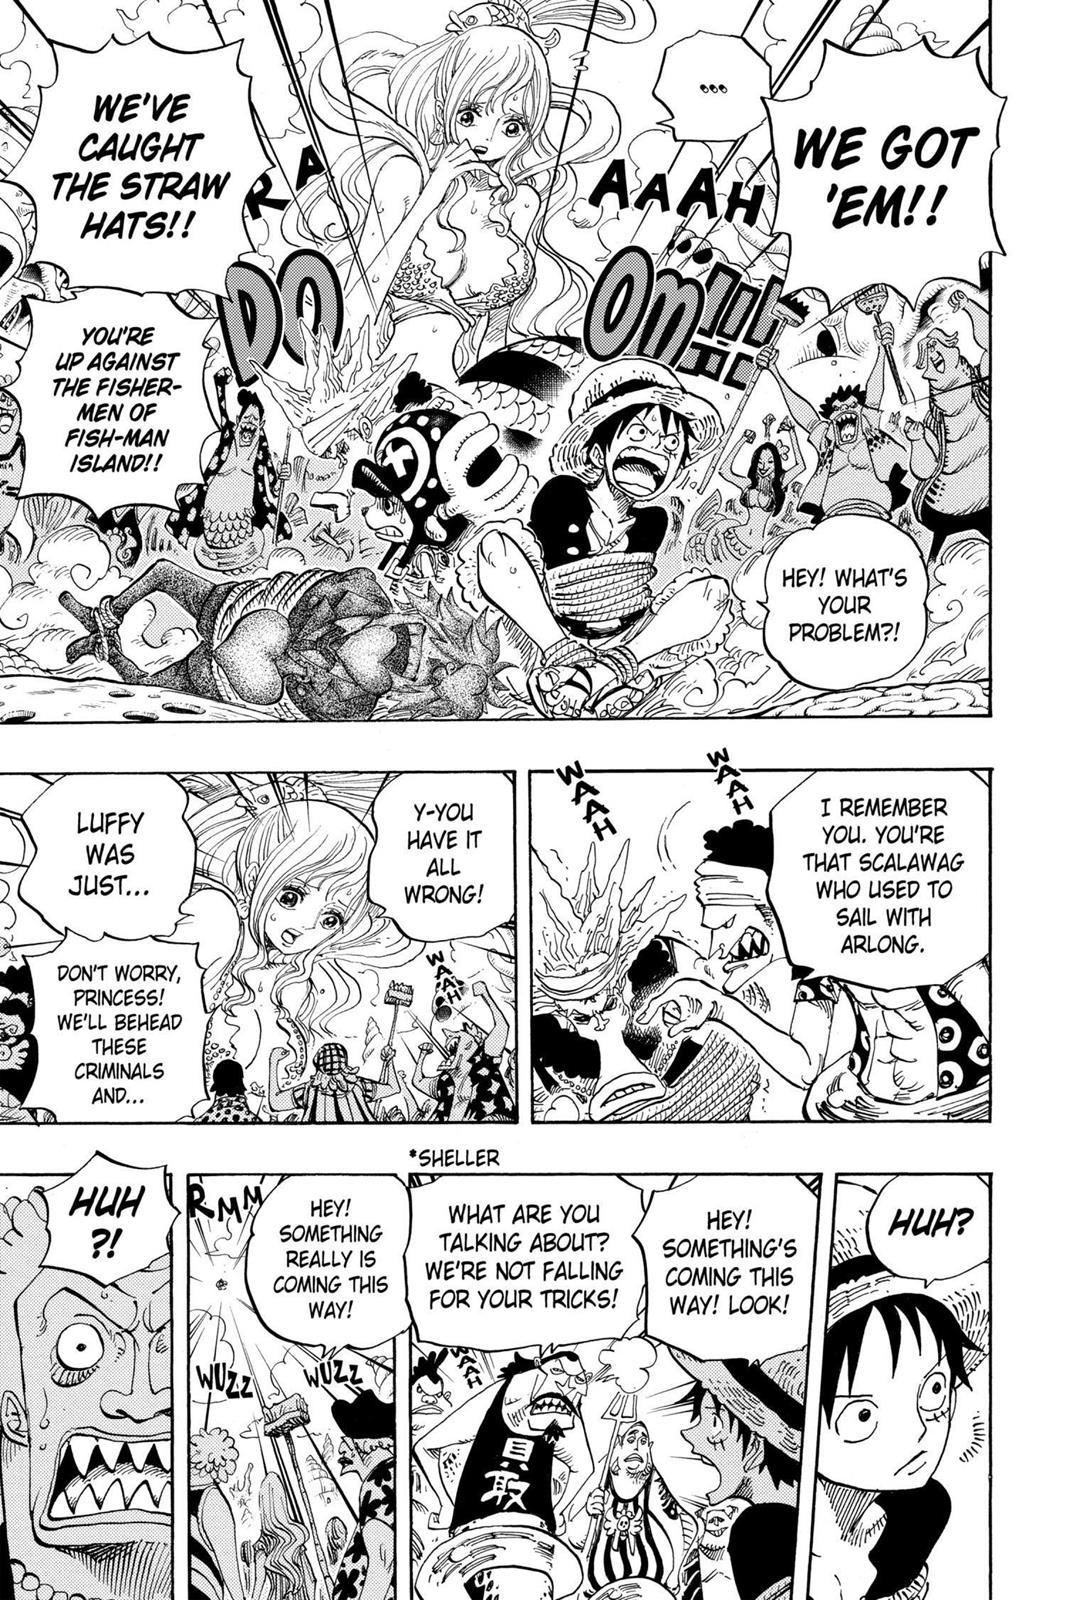 WE GOT
'EM!!
...
AAAH
WE'VE
CAUGHT
THE STRAW
HATS!!
RA
DO
OM
YOU'RE
UP AGAINST
THE FISHER-
MEN OF
FISH-MAN
ISLAND!!
HEY! WHAT'S
YOUR
PROBLEM?!
I REMEMBER
YOU. YOU'RE
THAT SCALAWAG
WHO USED TO
SAIL WITH
ARLONG.
WAAH
WAAH
Y-YOU
HAVE IT
ALL
WRONG!
LUFFY
WAS
JUST...
WAAH
DON'T WORRY,
PRINCESS!
WE'LL BEHEAD
THESE
CRIMINALS
AND...
*SHELLER
HUH?
HEY!
SOMETHING'S
COMING THIS
WAY! LOOK!
WHAT ARE YOU
TALKING ABOUT?
WE'RE NOT FALLING
FOR YOUR TRICKS!
WAAH
貝取
HEY!
SOMETHING
REALLY IS
COMING THIS
WAY!
RMMM
WUZZ
WUZZ
HUH
?!